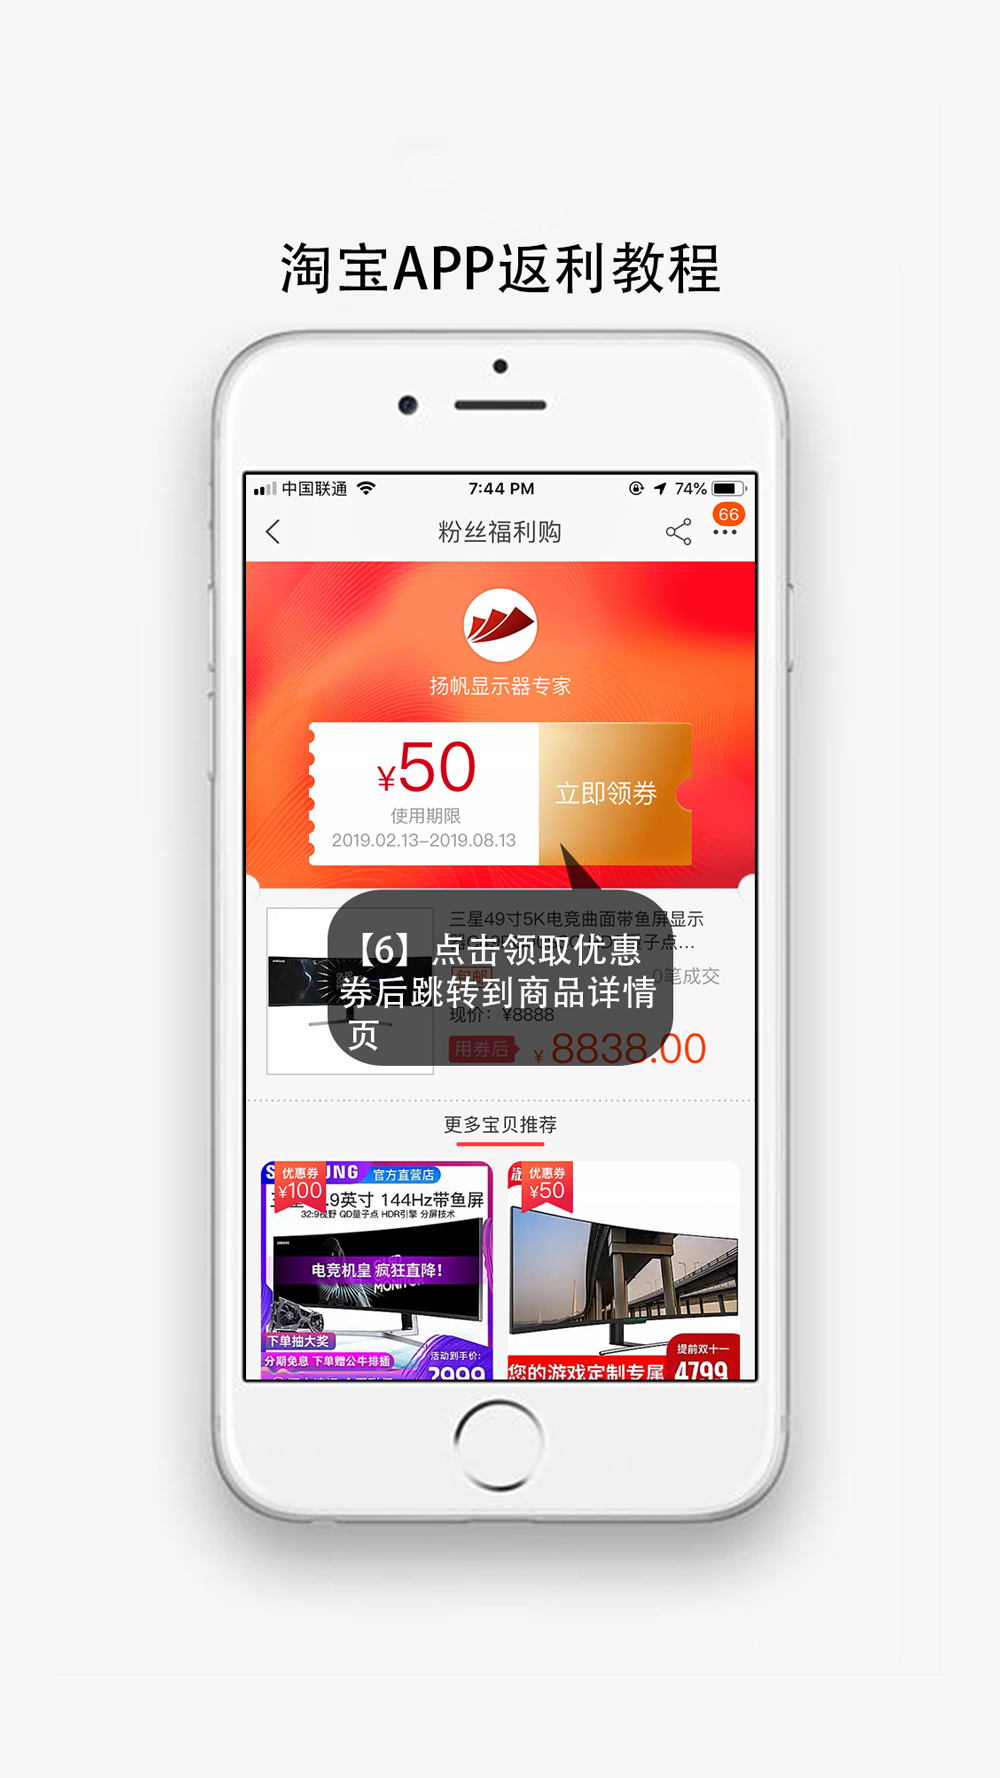 淘宝APP返利教程
中国联通
7:44 PM
74%
粉丝福利购
66
扬帆显示器专家
¥50
使用期限
2019.02.13-2019.08.13
立即领券
三星49寸5K电竞曲面带鱼屏显示
量子点...
包邮
0笔成交
现价：¥8888
用券后
¥8838.00
【6】点击领取优惠
券后跳转到商品详情
页
更多宝贝推荐
优惠券
¥100
官方直营店
.9英寸 144Hz带鱼屏
32:9视野 QD量子点 HDR引擎 分屏技术
电竞机皇 疯狂直降！
下单抽大奖
分期免息 下单赠公牛排插
活动到手价:
2999
优惠券
¥50
您的游戏定制专属
提前双十一
4799